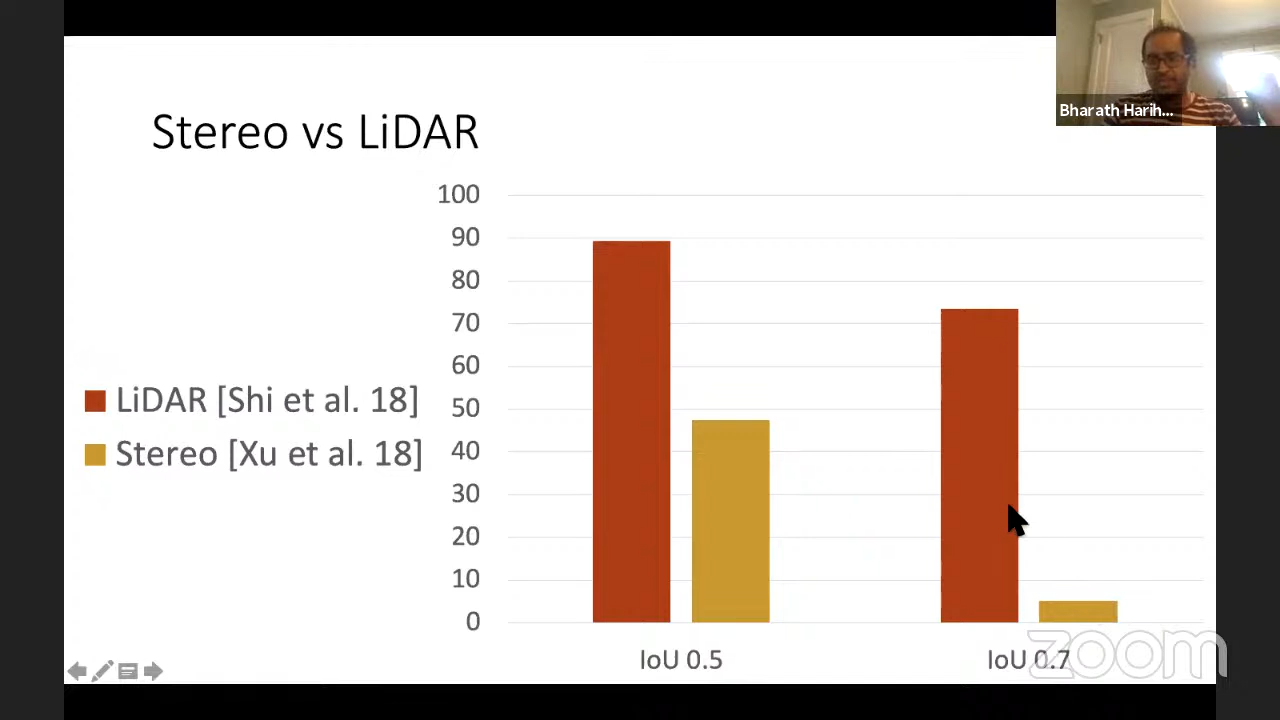 Bharath Harih...
Stereo vs LiDAR
100
90
80
70
60
50
40
30
20
10
0
LiDAR [Shi et al. 18]
Stereo [Xu et al. 18]
IoU 0.5
IoU 0.7
zoom